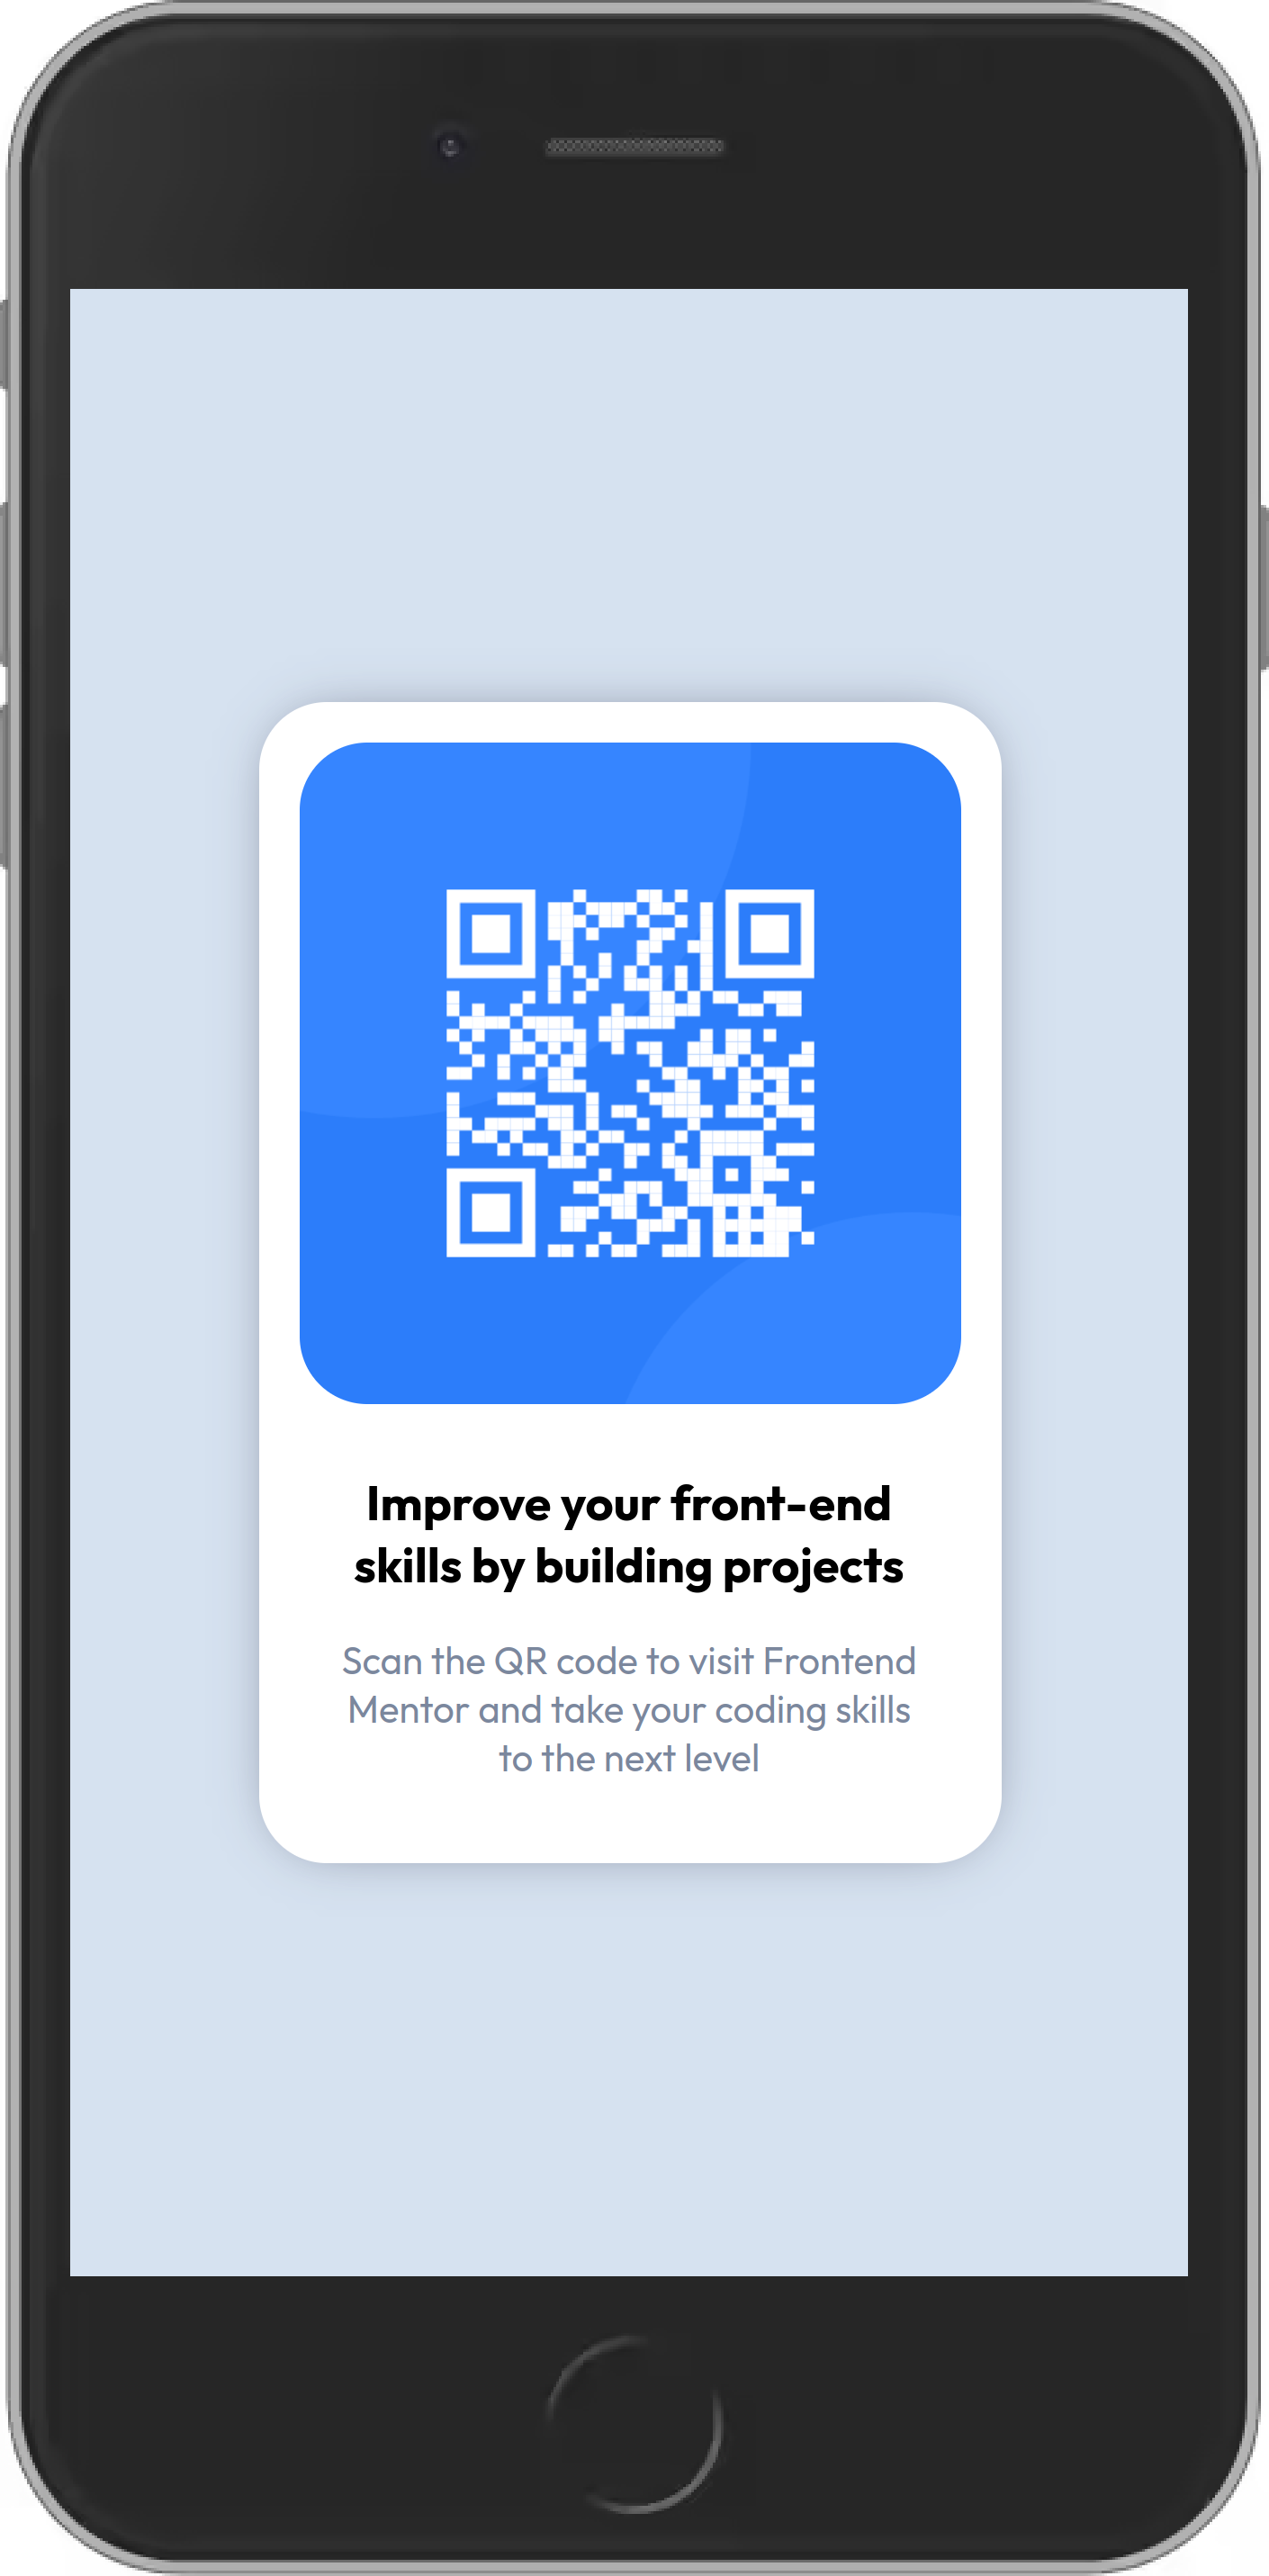 Improve your front-end
skills by building projects
Scan the QR code to visit Frontend
Mentor and take your coding skills
to the next level